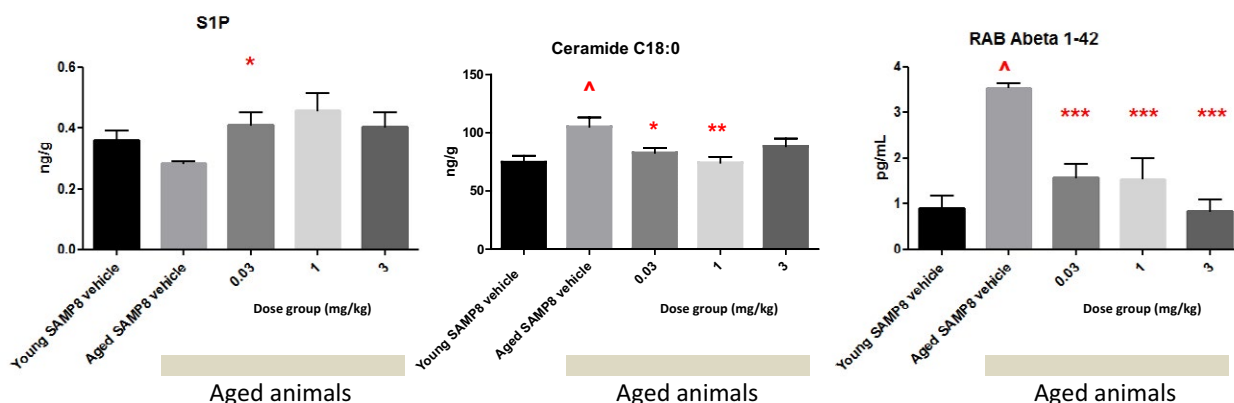 S1P
*
0.6
0.4
0.2
0.0
ng/g
Young SAMP8 vehicle
Aged SAMP8 vehicle
0.03
1
3
Dose group (mg/kg)
Aged animals
Ceramide C18:0
^
*
**
150
100
50
0
ng/g
Young SAMP8 vehicle
Aged SAMP8 vehicle
0.03
1
3
Dose group (mg/kg)
Aged animals
RAB Abeta 1-42
^
***
***
***
4
3
2
1
0
pg/mL
Young SAMP8 vehicle
Aged SAMP8 vehicle
0.03
1
3
Dose group (mg/kg)
Aged animals